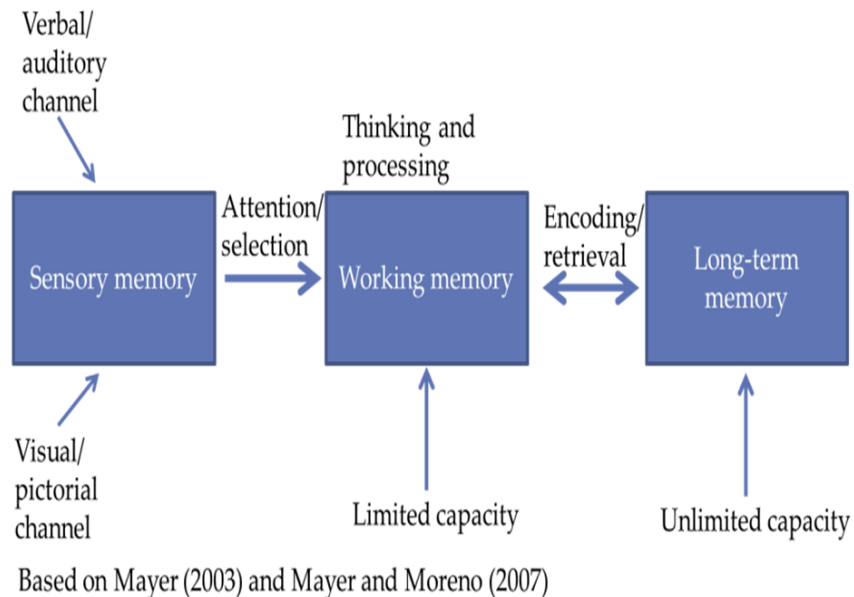 Verbal/
auditory
channel
Thinking and
processing
Attention/
selection
Encoding/
retrieval
Sensory memory
Working memory
Long-term
memory
Visual/
pictorial
channel
Limited capacity
Unlimited capacity
Based on Mayer (2003) and Mayer and Moreno (2007)